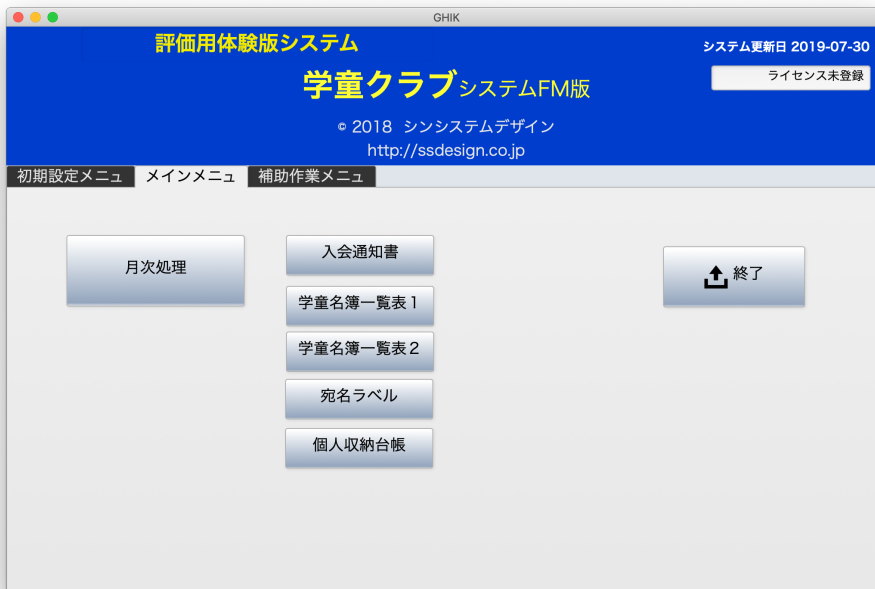 GHIK
評価用体験版システム
システム更新日 2019-07-30
学童クラブシステムFM版
ライセンス未登録
© 2018 シンシステムデザイン
http://ssdesign.co.jp
初期設定メニュ メインメニュ 補助作業メニュ
月次処理
入会通知書
終了
学童名簿一覧表1
学童名簿一覧表2
宛名ラベル
個人収納台帳